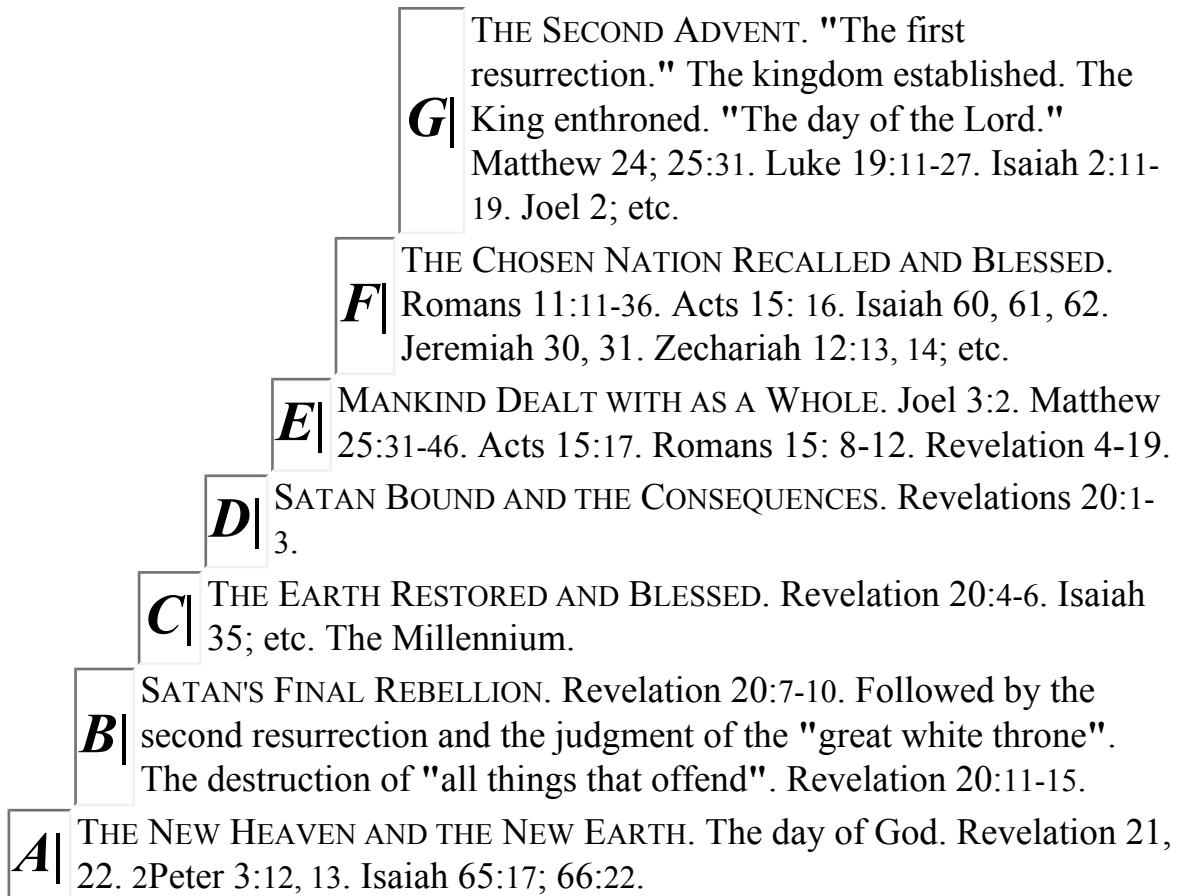 THE SECOND ADVENT. "The first
resurrection." The kingdom established. The
G| King enthroned. "The day of the Lord."
Matthew 24; 25:31. Luke 19:11-27. Isaiah 2:11-
19. Joel 2; etc.
THE CHOSEN NATION RECALLED AND BLESSED.
F| Romans 11:11-36. Acts 15: 16. Isaiah 60, 61, 62.
Jeremiah 30, 31. Zechariah 12:13, 14; etc.
E| MANKIND DEALT WITH AS A WHOLE. Joel 3:2. Matthew
25:31-46. Acts 15:17. Romans 15: 8-12. Revelation 4-19.
D| SATAN BOUND AND THE CONSEQUENCES. Revelations 20:1-
3.
C| THE EARTH RESTORED AND BLESSED. Revelation 20:4-6. Isaiah
35; etc. The Millennium.
SATAN'S FINAL REBELLION. Revelation 20:7-10. Followed by the
B| second resurrection and the judgment of the "great white throne".
The destruction of "all things that offend". Revelation 20:11-15.
A| THE NEW HEAVEN AND THE NEW EARTH. The day of God. Revelation 21,
22. 2Peter 3:12, 13. Isaiah 65:17; 66:22.